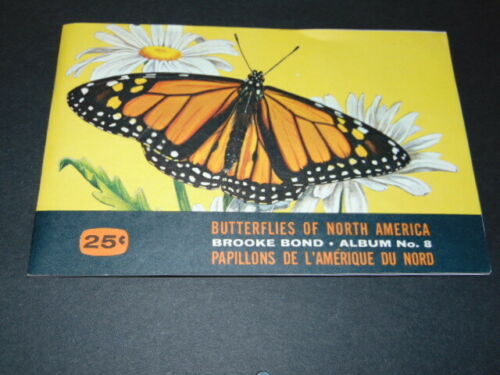 25¢
BUTTERFLIES OF NORTH AMERICA
BROOKE BOND • ALBUM No. 8
PAPILLONS DE L'AMÉRIQUE DU NORD